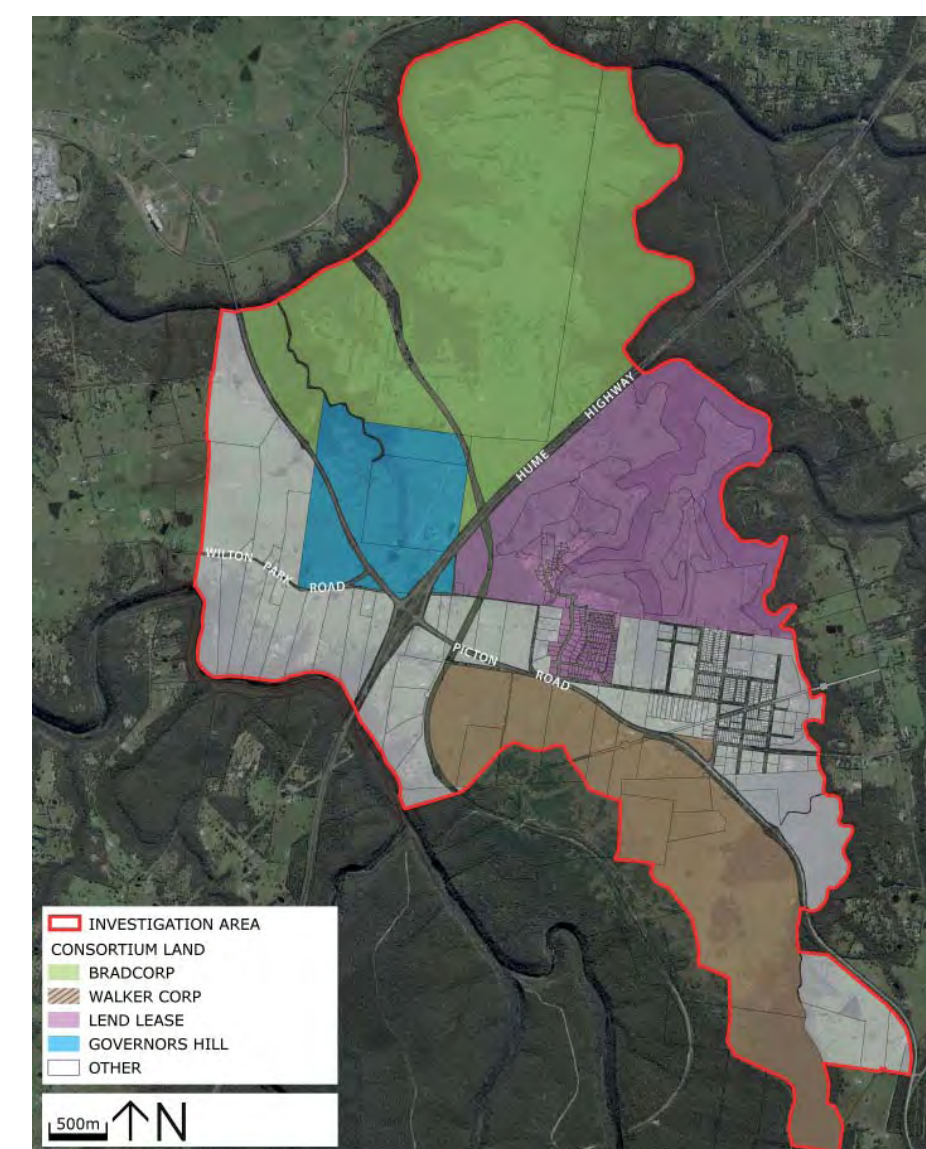 HUME HIGHWAY
WILTON PARK ROAD
PICTON ROAD
INVESTIGATION AREA
CONSORTIUM LAND
BRADCORP
WALKER CORP
LEND LEASE
GOVERNORS HILL
OTHER
500m N